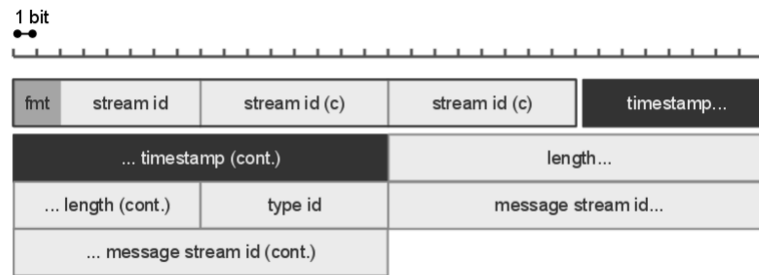 1 bit
fmt stream id stream id (c) stream id (c) timestamp...
... timestamp (cont.) length...
... length (cont.) type id message stream id...
... message stream id (cont.)